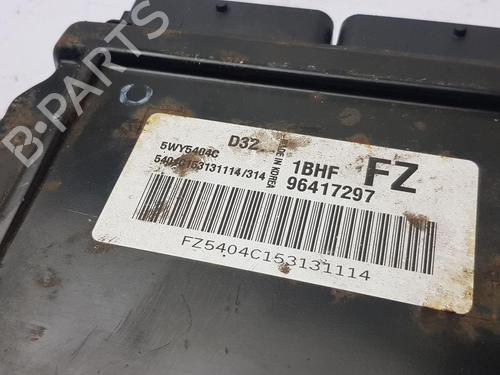 B-PARTS
5WY5404C D32
5404C153131114/314
MADE IN KOREA
1BHF FZ
96417297
FZ5404C153131114